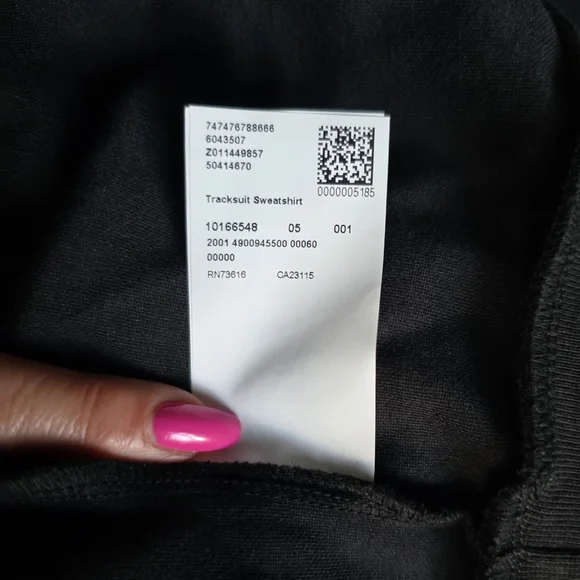 747476788666
6043507
Z011449857
50414670
0000005185
Tracksuit Sweatshirt
10166548 05 001
2001 4900945500 00060
00000
RN73616 CA23115